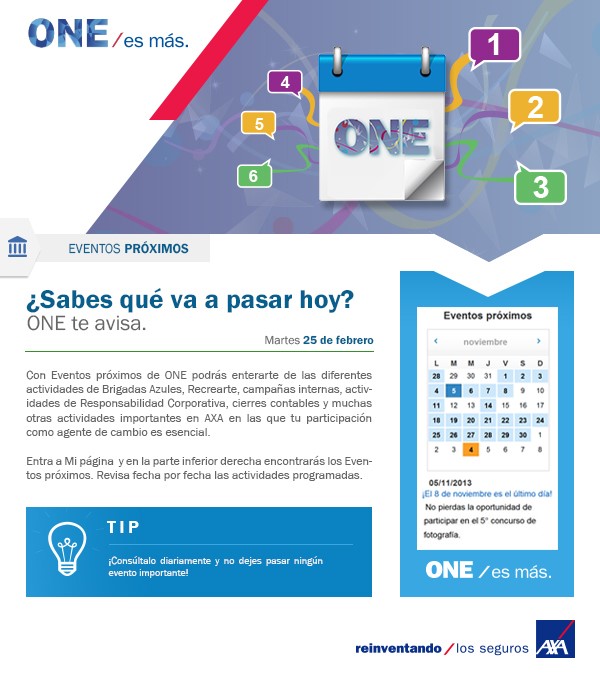 ONE / es más.
1
4
2
5
ONE
6
3
EVENTOS PRÓXIMOS
¿Sabes qué va a pasar hoy?
ONE te avisa.
Martes 25 de febrero
Con Eventos próximos de ONE podrás enterarte de las diferentes
actividades de Brigadas Azules, Recrearte, campañas internas, activ-
idades de Responsabilidad Corporativa, cierres contables y muchas
otras actividades importantes en AXA en las que tu participación
como agente de cambio es esencial.
Entra a Mi página y en la parte inferior derecha encontrarás los Even-
tos próximos. Revisa fecha por fecha las actividades programadas.
TIP
¡Consúltalo diariamente y no dejes pasar ningún
evento importante!
Eventos próximos
‹ noviembre ›
L M M J V S D
28 29 30 31 1 2 3
4 5 6 7 8 9 10
11 12 13 14 15 16 17
18 19 20 21 22 23 24
25 26 27 28 29 30 1
2 3 4 5 6 7 8
05/11/2013
¡El 8 de noviembre es el último día!
No pierdas la oportunidad de
participar en el 5° concurso de
fotografía.
ONE / es más.
reinventando / los seguros
AXA